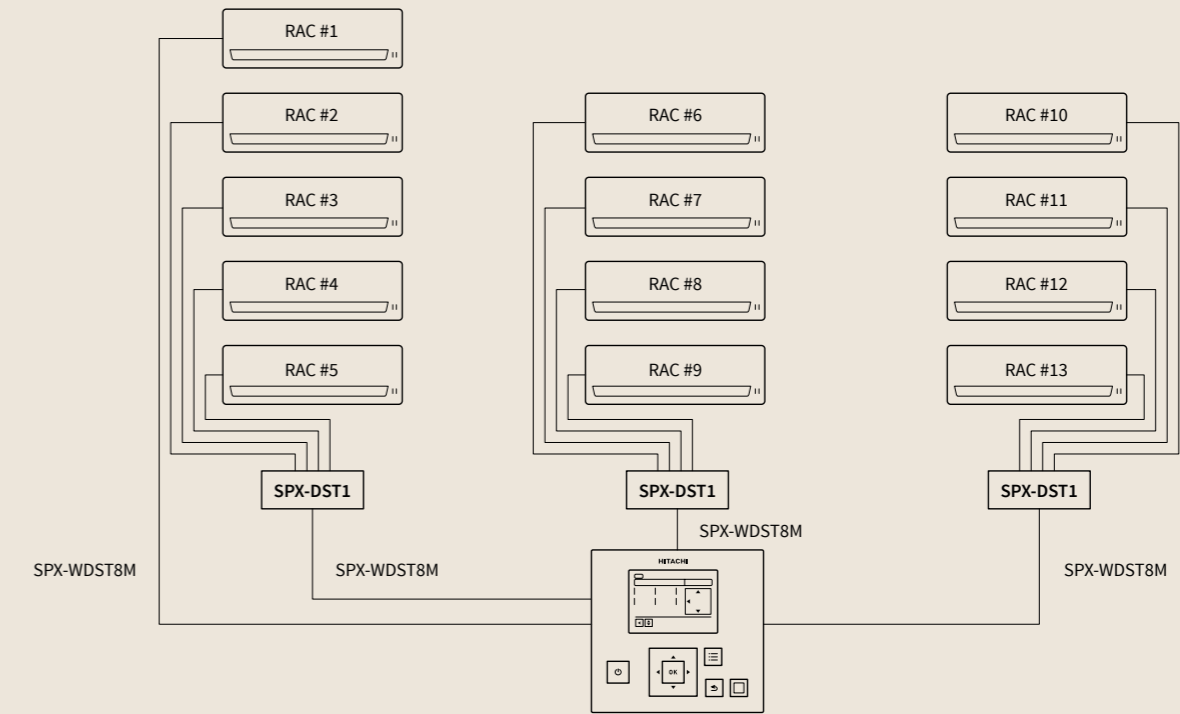 RAC #1
RAC #2
RAC #6
RAC #10
RAC #3
RAC #7
RAC #11
RAC #4
RAC #8
RAC #12
RAC #5
RAC #9
RAC #13
SPX-DST1
SPX-DST1
SPX-DST1
SPX-WDST8M
SPX-WDST8M
SPX-WDST8M
SPX-WDST8M
HITACHI
OK